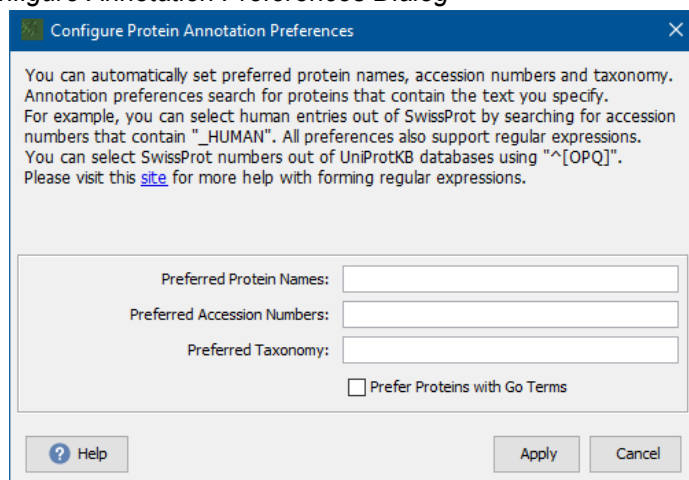 Configure Annotation Preferences Dialog
Configure Protein Annotation Preferences
You can automatically set preferred protein names, accession numbers and taxonomy.
Annotation preferences search for proteins that contain the text you specify.
For example, you can select human entries out of SwissProt by searching for accession
numbers that contain "_HUMAN". All preferences also support regular expressions.
You can select SwissProt numbers out of UniProtKB databases using "^[OPQ]".
Please visit this site for more help with forming regular expressions.
Preferred Protein Names:
Preferred Accession Numbers:
Preferred Taxonomy:
Prefer Proteins with Go Terms
? Help
Apply
Cancel